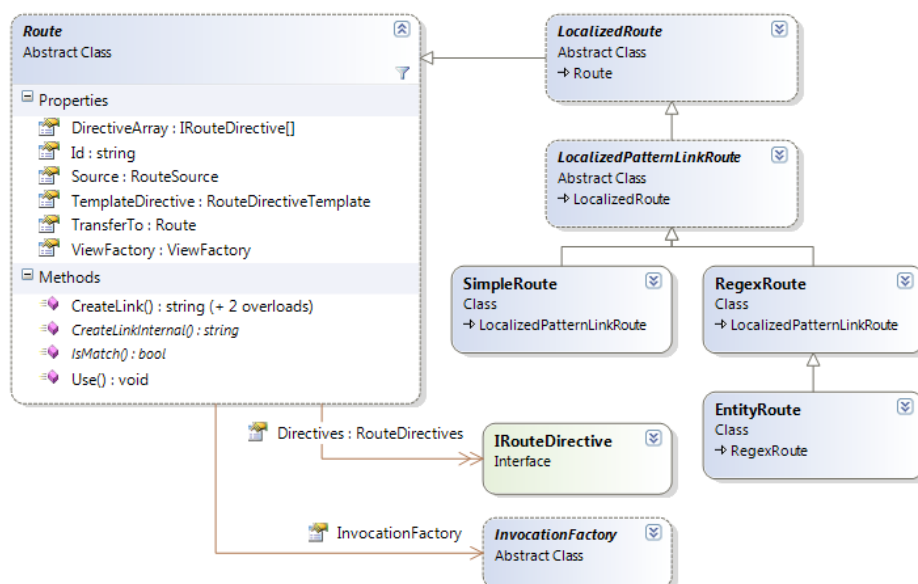 Route
Abstract Class
Properties
DirectiveArray : IRouteDirective[]
Id : string
Source : RouteSource
TemplateDirective : RouteDirectiveTemplate
TransferTo : Route
ViewFactory : ViewFactory
Methods
CreateLink() : string (+ 2 overloads)
CreateLinkInternal() : string
IsMatch() : bool
Use() : void
LocalizedRoute
Abstract Class
Route
LocalizedPatternLinkRoute
Abstract Class
LocalizedRoute
SimpleRoute
Class
LocalizedPatternLinkRoute
RegexRoute
Class
LocalizedPatternLinkRoute
EntityRoute
Class
RegexRoute
Directives : RouteDirectives
IRouteDirective
Interface
InvocationFactory
InvocationFactory
Abstract Class